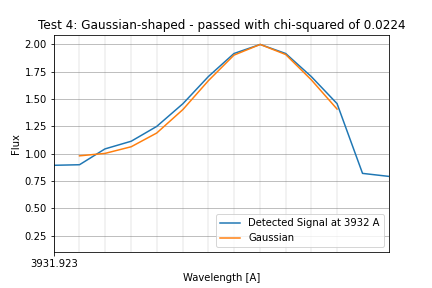 Test 4: Gaussian-shaped - passed with chi-squared of 0.0224
2.00
1.75
1.50
1.25
1.00
0.75
0.50
0.25
Flux
Detected Signal at 3932 A
Gaussian
3931.923
Wavelength [A]